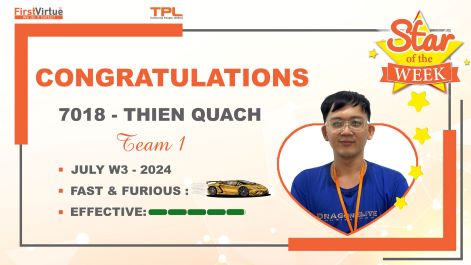 FirstVirtue
TPL
Star
of the
WEEK
CONGRATULATIONS
7018 - THIEN QUACH
Team 1
JULY W3 - 2024
FAST & FURIOUS :
EFFECTIVE: